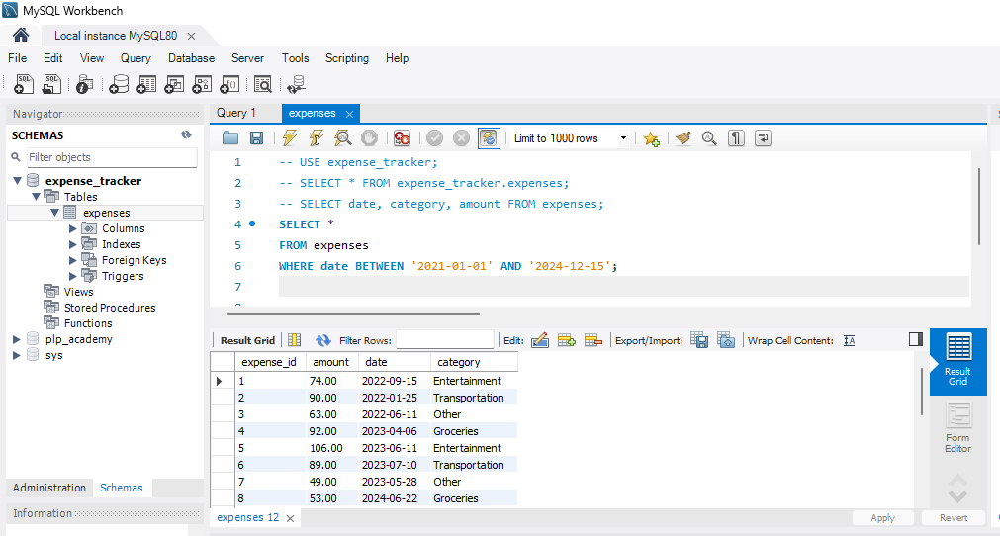 MySQL Workbench
Local instance MySQL80
File Edit View Query Database Server Tools Scripting Help
Navigator
SCHEMAS
Filter objects
expense_tracker
Tables
expenses
Columns
Indexes
Foreign Keys
Triggers
Views
Stored Procedures
Functions
plp_academy
sys
Administration Schemas
Information
Query 1 expenses
Limit to 1000 rows
1 -- USE expense_tracker;
2 -- SELECT * FROM expense_tracker.expenses;
3 -- SELECT date, category, amount FROM expenses;
4 SELECT *
5 FROM expenses
6 WHERE date BETWEEN '2021-01-01' AND '2024-12-15';
7
Result Grid Filter Rows: Edit: Export/Import: Wrap Cell Content:
expense_id amount date category
1 74.00 2022-09-15 Entertainment
2 90.00 2022-01-25 Transportation
3 63.00 2022-06-11 Other
4 92.00 2023-04-06 Groceries
5 106.00 2023-06-11 Entertainment
6 89.00 2023-07-10 Transportation
7 49.00 2023-05-28 Other
8 53.00 2024-06-22 Groceries
Result
Grid
Form
Editor
expenses 12
Apply Revert